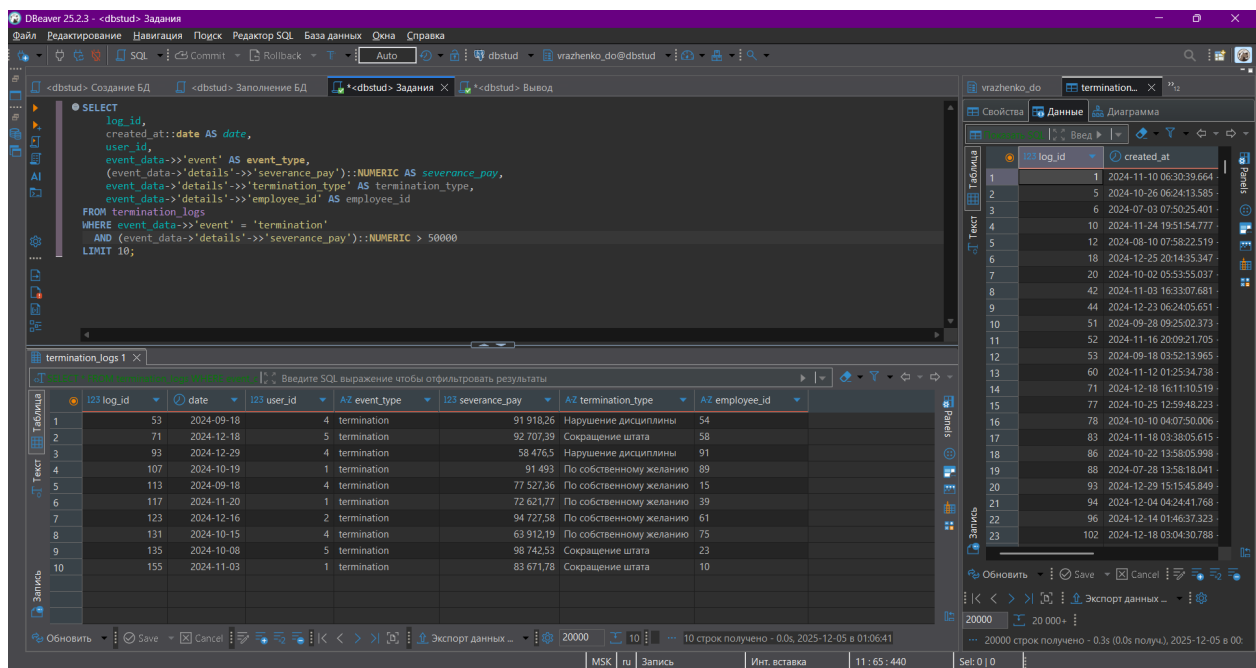 DBeaver 25.2.3 - <dbstud> Задания
Файл Редактирование Навигация Поиск Редактор SQL База данных Окна Справка
SQL Commit Rollback T Auto dbstud vrazhenko_do@dbstud
<dbstud> Создание БД <dbstud> Заполнение БД *<dbstud> Задания *<dbstud> Вывод
SELECT
log_id,
created_at::date AS date,
user_id,
event_data->>'event' AS event_type,
(event_data->'details'->>'severance_pay')::NUMERIC AS severance_pay,
event_data->'details'->>'termination_type' AS termination_type,
event_data->'details'->>'employee_id' AS employee_id
FROM termination_logs
WHERE event_data->>'event' = 'termination'
AND (event_data->'details'->>'severance_pay')::NUMERIC > 50000
LIMIT 10;
AI
termination_logs 1
Введите SQL выражение чтобы отфильтровать результаты
Таблица
Текст
Запись
Panels
123 log_id date 123 user_id A-Z event_type 123 severance_pay A-Z termination_type A-Z employee_id
1 53 2024-09-18 4 termination 91 918,26 Нарушение дисциплины 54
2 71 2024-12-18 5 termination 92 707,39 Сокращение штата 58
3 93 2024-12-29 4 termination 58 476,5 Нарушение дисциплины 91
4 107 2024-10-19 1 termination 91 493 По собственному желанию 89
5 113 2024-09-18 4 termination 77 527,36 По собственному желанию 15
6 117 2024-11-20 1 termination 72 621,77 По собственному желанию 39
7 123 2024-12-16 2 termination 94 727,58 По собственному желанию 61
8 131 2024-10-15 4 termination 63 912,19 По собственному желанию 75
9 135 2024-10-08 5 termination 98 742,53 Сокращение штата 23
10 155 2024-11-03 1 termination 83 671,78 Сокращение штата 10
Обновить Save Cancel Экспорт данных ... 20000 10 ... 10 строк получено - 0.0s, 2025-12-05 в 01:06:41
vrazhenko_do termination... 12
Свойства Данные Диаграмма
Введ
Таблица
Текст
Запись
Panels
123 log_id created_at
1 1 2024-11-10 06:30:39.664 -
2 5 2024-10-26 06:24:13.585 -
3 6 2024-07-03 07:50:25.401 -
4 10 2024-11-24 19:51:54.777 -
5 12 2024-08-10 07:58:22.519 -
6 18 2024-12-25 20:14:35.347 -
7 20 2024-10-02 05:53:55.037 -
8 42 2024-11-03 16:33:07.681 -
9 44 2024-12-23 06:24:05.651 -
10 51 2024-09-28 09:25:02.373 -
11 52 2024-11-16 20:09:21.705 -
12 53 2024-09-18 03:52:13.965 -
13 60 2024-11-12 01:25:34.738 -
14 71 2024-12-18 16:11:10.519 -
15 77 2024-10-25 12:59:48.223 -
16 78 2024-10-10 04:07:50.006 -
17 83 2024-11-18 03:38:05.615 -
18 86 2024-10-22 13:58:05.998 -
19 88 2024-07-28 13:58:18.041 -
20 93 2024-12-29 15:15:45.849 -
21 94 2024-12-04 04:24:41.768 -
22 96 2024-12-14 01:46:37.323 -
23 102 2024-12-18 03:04:30.788 -
Обновить Save Cancel
Экспорт данных ...
20000 20 000+
... 20000 строк получено - 0.3s (0.0s получ.), 2025-12-05 в 00:
MSK ru Запись Инт. вставка 11 : 65 : 440 Sel: 0 | 0